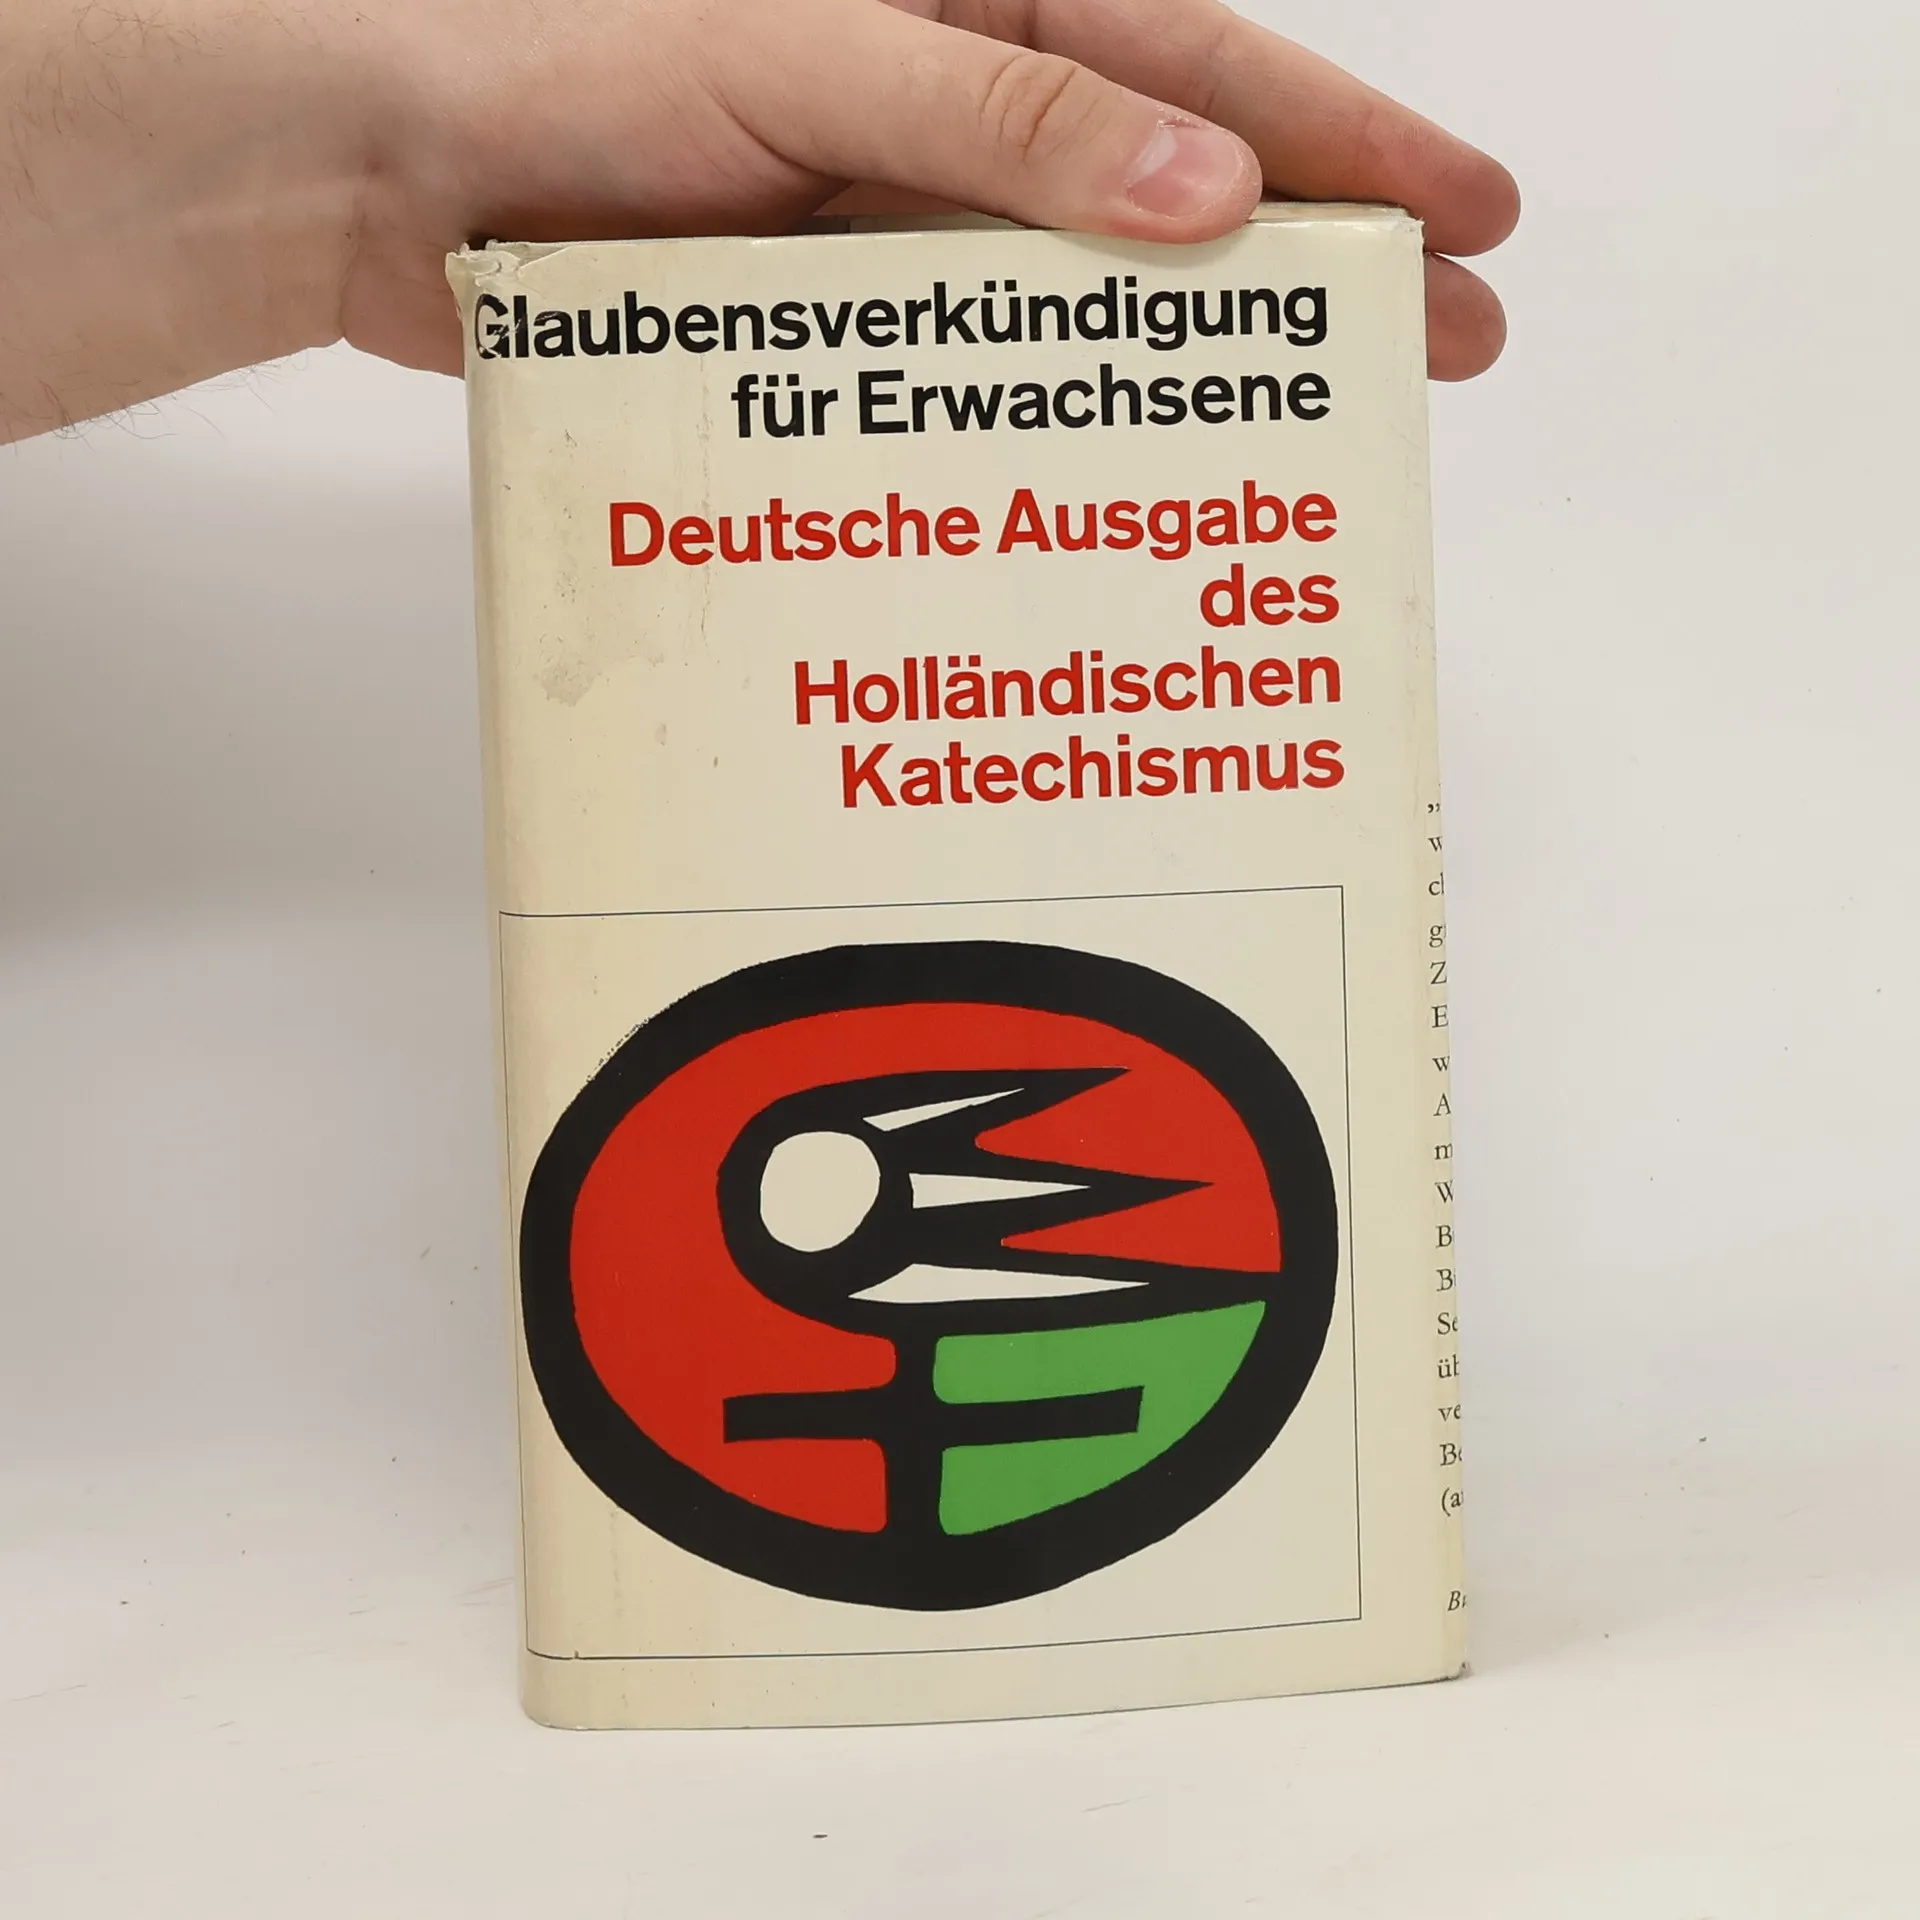 Glaubensverkündigung
für Erwachsene
Deutsche Ausgabe
des
Holländischen
Katechismus